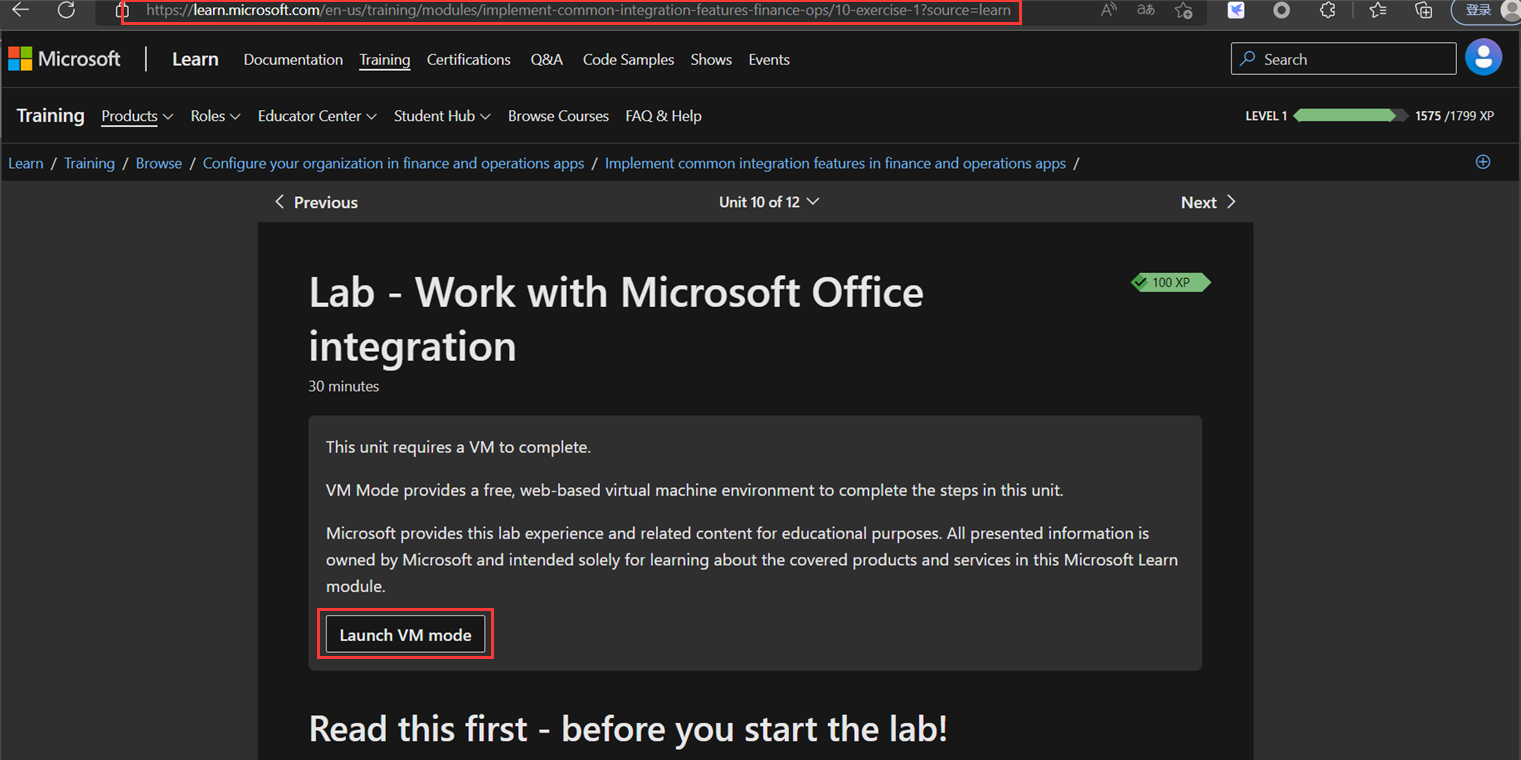 https://learn.microsoft.com/en-us/training/modules/implement-common-integration-features-finance-ops/10-exercise-1?source=learn
A
aあ
登录
Microsoft
Learn Documentation Training Certifications Q&A Code Samples Shows Events
Search
Training Products Roles Educator Center Student Hub Browse Courses FAQ & Help
LEVEL 1 1575 /1799 XP
Learn / Training / Browse / Configure your organization in finance and operations apps / Implement common integration features in finance and operations apps /
Previous Unit 10 of 12 Next
Lab - Work with Microsoft Office
integration
100 XP
30 minutes
This unit requires a VM to complete.
VM Mode provides a free, web-based virtual machine environment to complete the steps in this unit.
Microsoft provides this lab experience and related content for educational purposes. All presented information is
owned by Microsoft and intended solely for learning about the covered products and services in this Microsoft Learn
module.
Launch VM mode
Read this first - before you start the lab!